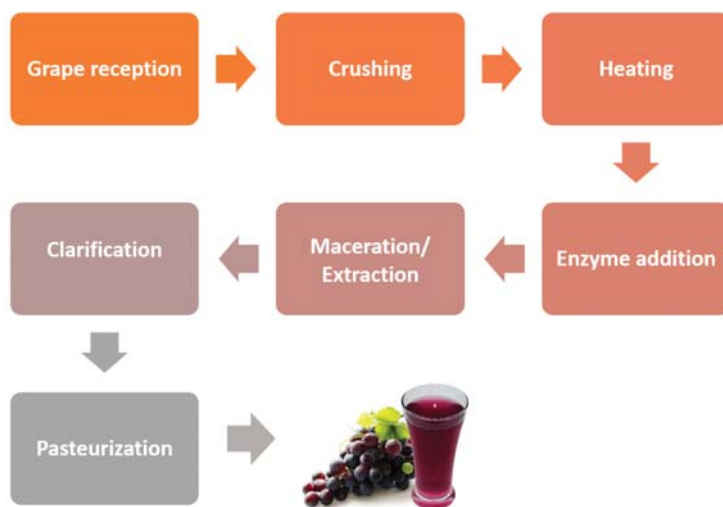 Grape reception
Crushing
Heating
Enzyme addition
Maceration/
Extraction
Clarification
Pasteurization